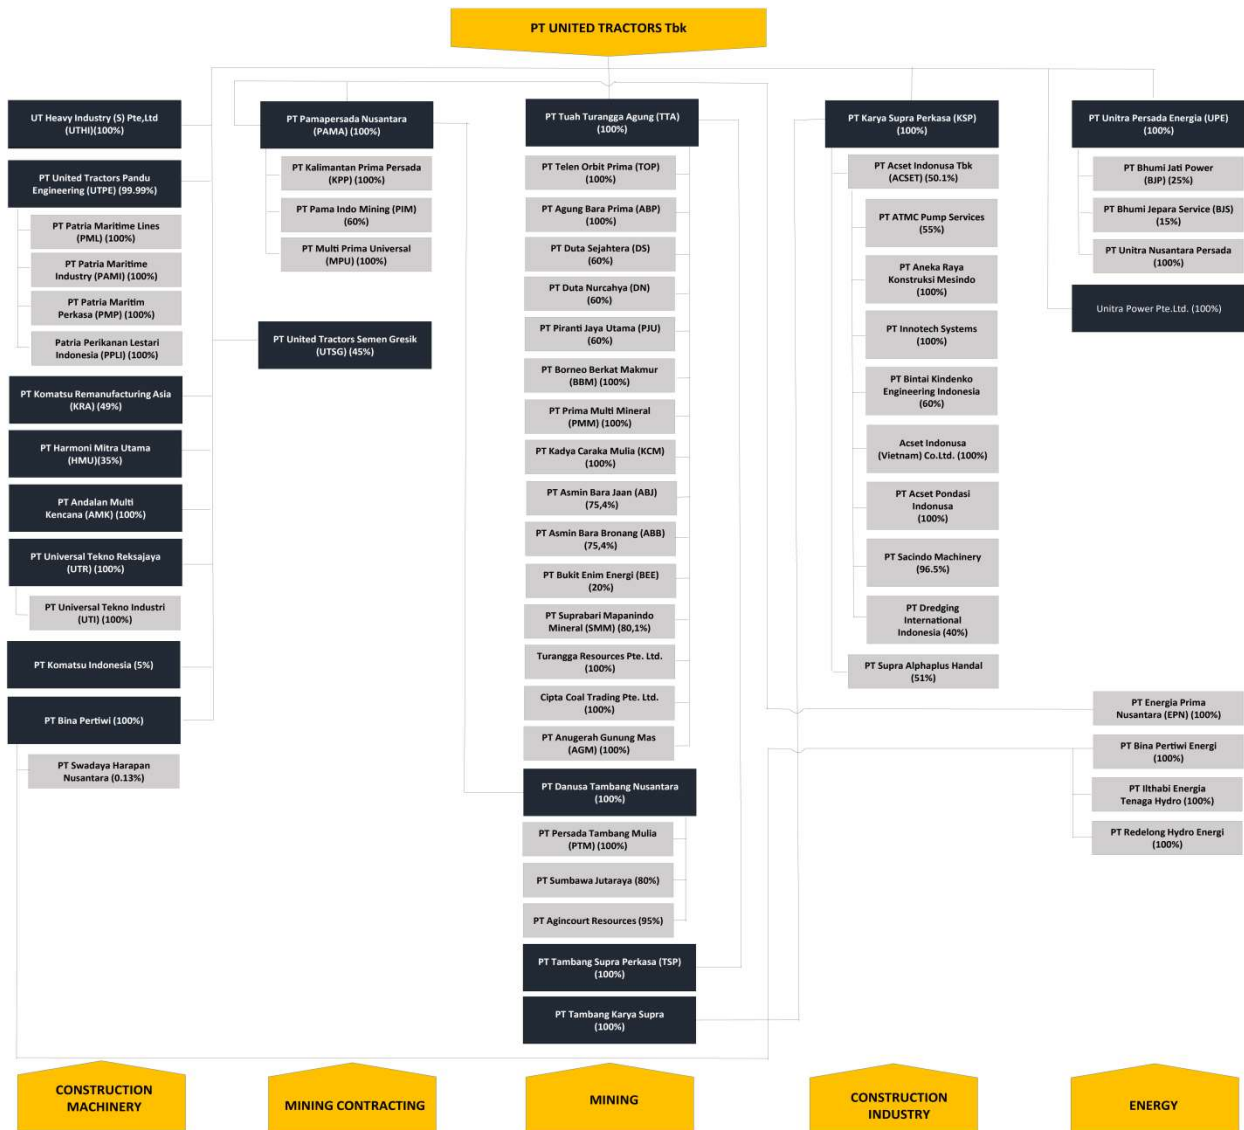 PT UNITED TRACTORS Tbk
UT Heavy Industry (S) Pte,Ltd
(UTHI)(100%)
PT United Tractors Pandu
Engineering (UTPE) (99.99%)
PT Patria Maritime Lines
(PML) (100%)
PT Patria Maritime
Industry (PAMI) (100%)
PT Patria Maritim
Perkasa (PMP) (100%)
Patria Perikanan Lestari
Indonesia (PPLI) (100%)
PT Komatsu Remanufacturing Asia
(KRA) (49%)
PT Harmoni Mitra Utama
(HMU)(35%)
PT Andalan Multi
Kencana (AMK) (100%)
PT Universal Tekno Reksajaya
(UTR) (100%)
PT Universal Tekno Industri
(UTI) (100%)
PT Komatsu Indonesia (5%)
PT Bina Pertiwi (100%)
PT Swadaya Harapan
Nusantara (0.13%)
PT Pamapersada Nusantara
(PAMA) (100%)
PT Kalimantan Prima Persada
(KPP) (100%)
PT Pama Indo Mining (PIM)
(60%)
PT Multi Prima Universal
(MPU) (100%)
PT United Tractors Semen Gresik
(UTSG) (45%)
PT Tuah Turangga Agung (TTA)
(100%)
PT Telen Orbit Prima (TOP)
(100%)
PT Agung Bara Prima (ABP)
(100%)
PT Duta Sejahtera (DS)
(60%)
PT Duta Nurcahya (DN)
(60%)
PT Piranti Jaya Utama (PJU)
(60%)
PT Borneo Berkat Makmur
(BBM) (100%)
PT Prima Multi Mineral
(PMM) (100%)
PT Kadya Caraka Mulia (KCM)
(100%)
PT Asmin Bara Jaan (ABJ)
(75,4%)
PT Asmin Bara Bronang (ABB)
(75,4%)
PT Bukit Enim Energi (BEE)
(20%)
PT Suprabari Mapanindo
Mineral (SMM) (80,1%)
Turangga Resources Pte. Ltd.
(100%)
Cipta Coal Trading Pte. Ltd.
(100%)
PT Anugerah Gunung Mas
(AGM) (100%)
PT Danusa Tambang Nusantara
(100%)
PT Persada Tambang Mulia
(PTM) (100%)
PT Sumbawa Jutaraya (80%)
PT Agincourt Resources (95%)
PT Tambang Supra Perkasa (TSP)
(100%)
PT Tambang Karya Supra
(100%)
PT Karya Supra Perkasa (KSP)
(100%)
PT Acset Indonusa Tbk
(ACSET) (50.1%)
PT ATMC Pump Services
(55%)
PT Aneka Raya
Konstruksi Mesindo
(100%)
PT Innotech Systems
(100%)
PT Bintai Kindenko
Engineering Indonesia
(60%)
Acset Indonusa
(Vietnam) Co.Ltd. (100%)
PT Acset Pondasi
Indonusa
(100%)
PT Sacindo Machinery
(96.5%)
PT Dredging
International
Indonesia (40%)
PT Supra Alphaplus Handal
(51%)
PT Unitra Persada Energia (UPE)
(100%)
PT Bhumi Jati Power
(BJP) (25%)
PT Bhumi Jepara Service (BJS)
(15%)
PT Unitra Nusantara Persada
(100%)
Unitra Power Pte.Ltd. (100%)
PT Energia Prima
Nusantara (EPN) (100%)
PT Bina Pertiwi Energi
(100%)
PT Ilthabi Energia
Tenaga Hydro (100%)
PT Redelong Hydro Energi
(100%)
CONSTRUCTION
MACHINERY
MINING CONTRACTING
MINING
CONSTRUCTION
INDUSTRY
ENERGY